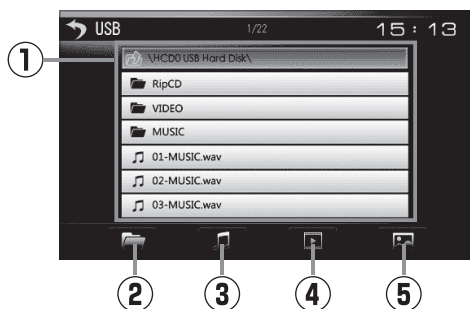 USB 1/22 15:13
①
\HCD0 USB Hard Disk\
RipCD
VIDEO
MUSIC
01-MUSIC.wav
02-MUSIC.wav
03-MUSIC.wav
② ③ ④ ⑤